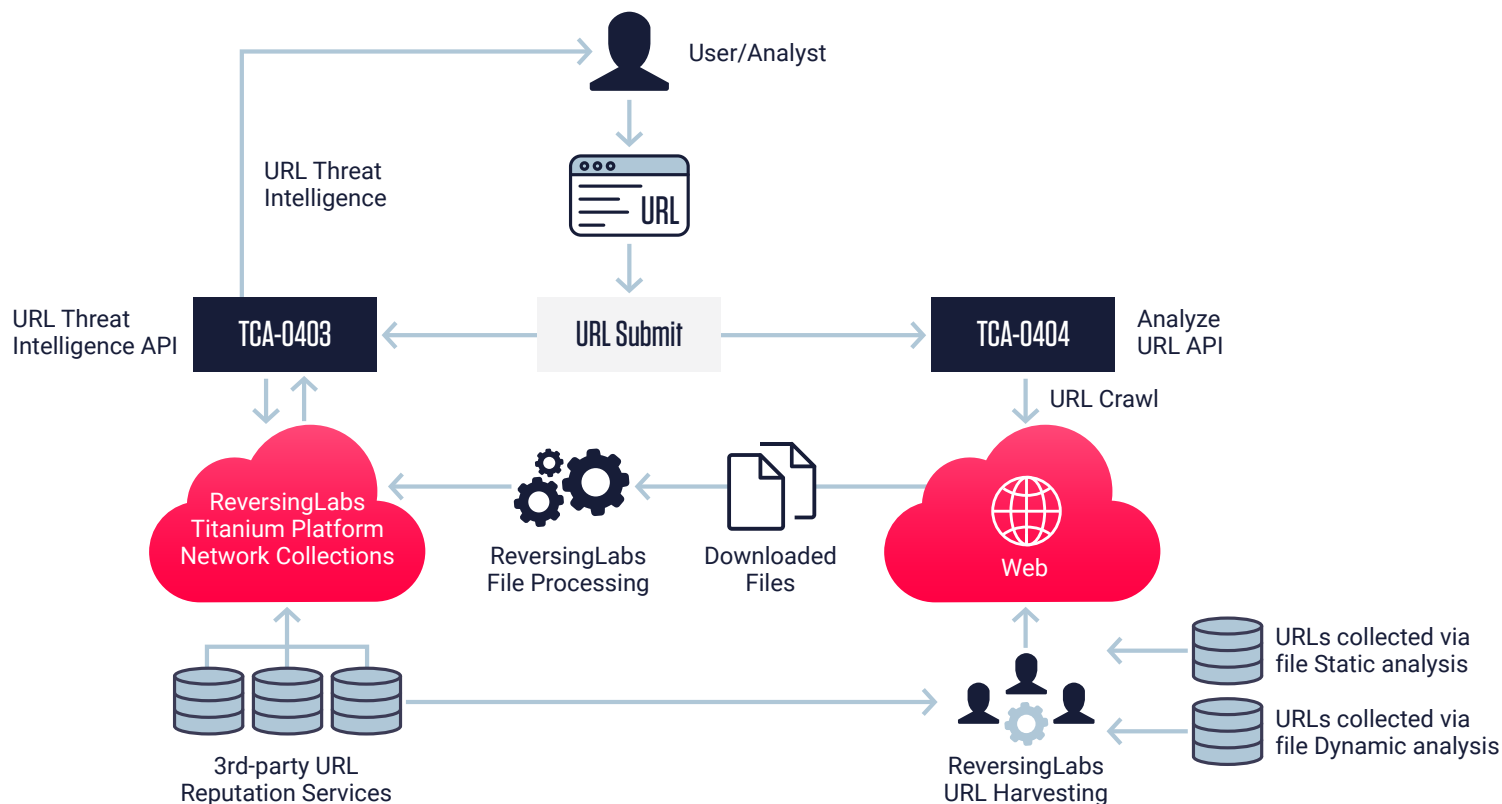 User/Analyst
URL Threat
Intelligence
URL
URL Threat
Intelligence API
TCA-0403
URL Submit
TCA-0404
Analyze
URL API
URL Crawl
ReversingLabs
Titanium Platform
Network Collections
ReversingLabs
File Processing
Downloaded
Files
Web
URLs collected via
file Static analysis
URLs collected via
file Dynamic analysis
3rd-party URL
Reputation Services
ReversingLabs
URL Harvesting